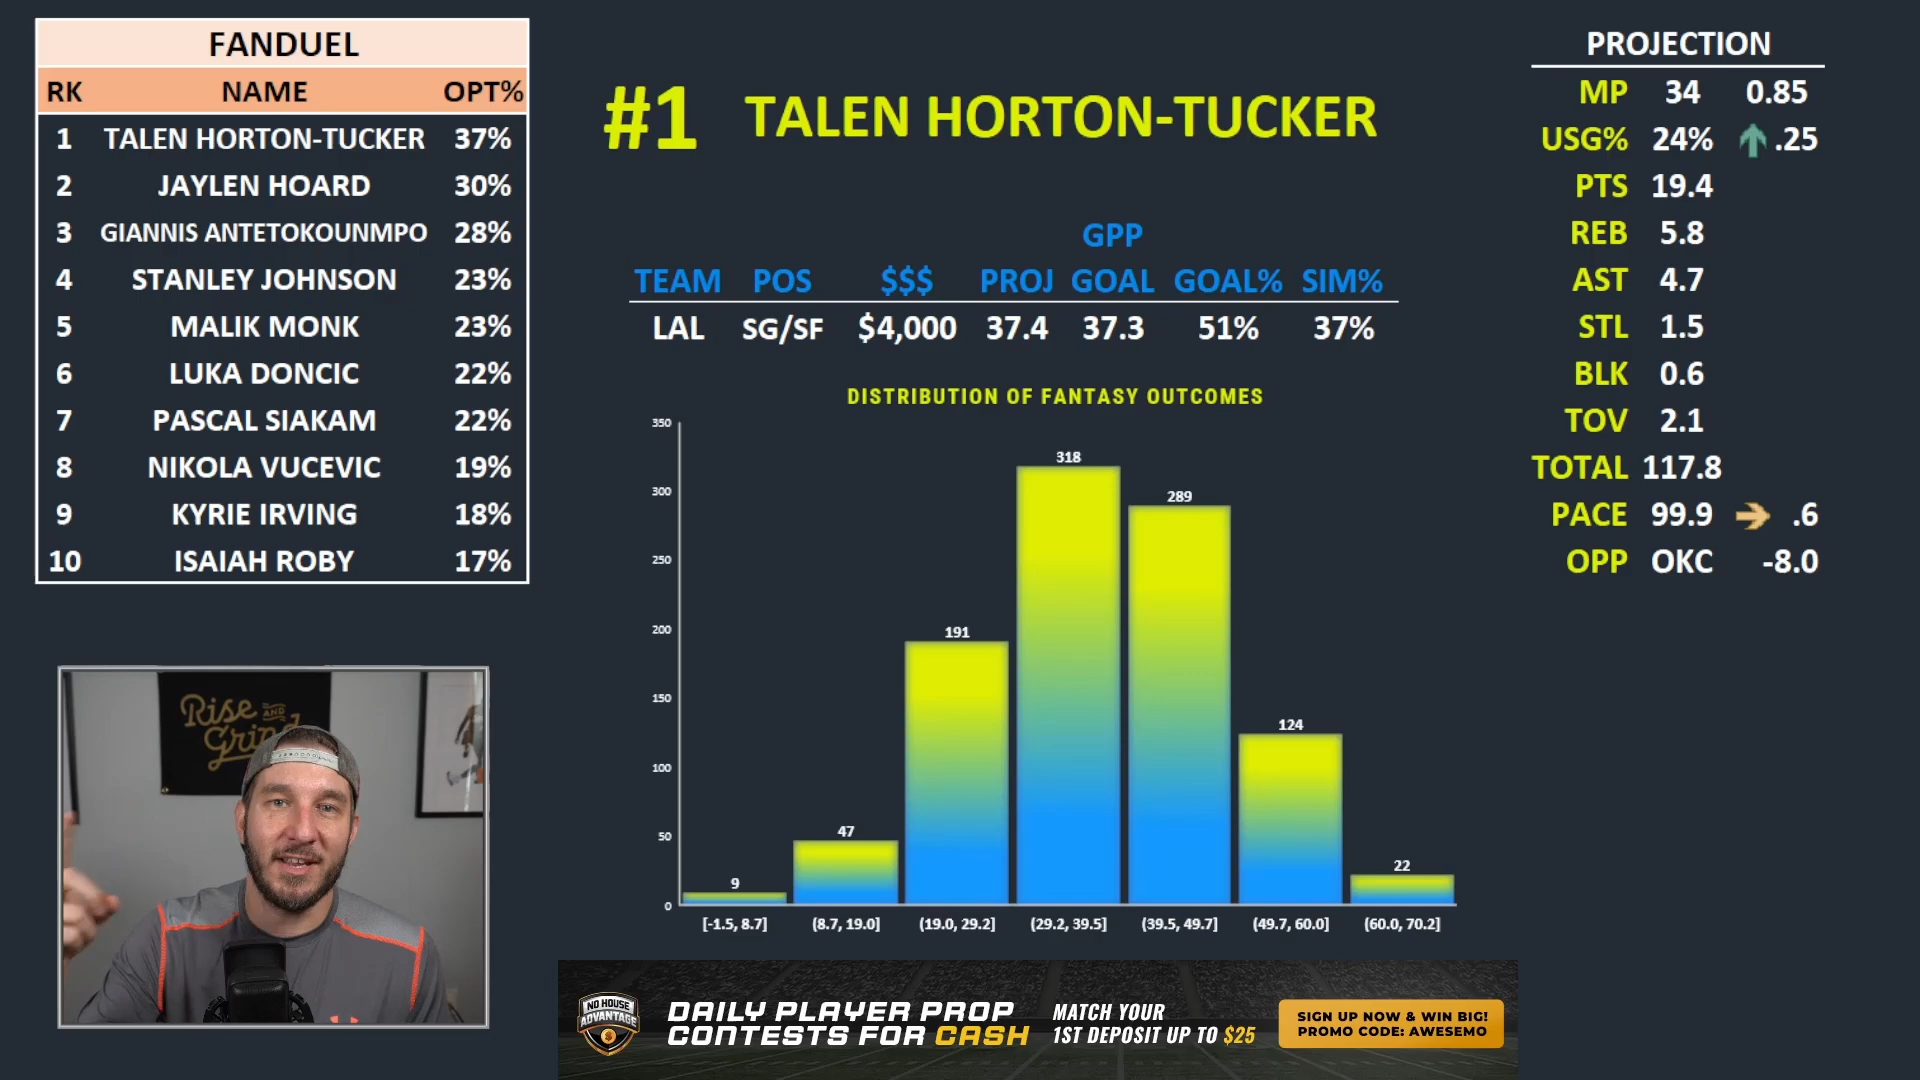 FANDUEL
RK NAME OPT%
1 TALEN HORTON-TUCKER 37%
2 JAYLEN HOARD 30%
3 GIANNIS ANTETOKOUNMPO 28%
4 STANLEY JOHNSON 23%
5 MALIK MONK 23%
6 LUKA DONCIC 22%
7 PASCAL SIAKAM 22%
8 NIKOLA VUCEVIC 19%
9 KYRIE IRVING 18%
10 ISAIAH ROBY 17%
#1 TALEN HORTON-TUCKER
GPP
TEAM POS $$$ PROJ GOAL GOAL% SIM%
LAL SG/SF $4,000 37.4 37.3 51% 37%
DISTRIBUTION OF FANTASY OUTCOMES
350
300
250
200
150
100
50
0
9
47
191
318
289
124
22
[-1.5, 8.7] (8.7, 19.0] (19.0, 29.2] (29.2, 39.5] (39.5, 49.7] (49.7, 60.0] (60.0, 70.2]
PROJECTION
MP 34 0.85
USG% 24% .25
PTS 19.4
REB 5.8
AST 4.7
STL 1.5
BLK 0.6
TOV 2.1
TOTAL 117.8
PACE 99.9 .6
OPP OKC -8.0
Rise AND
Grind
NO HOUSE
ADVANTAGE
DAILY PLAYER PROP
CONTESTS FOR CASH
MATCH YOUR
1ST DEPOSIT UP TO $25
SIGN UP NOW & WIN BIG!
PROMO CODE: AWESEMO